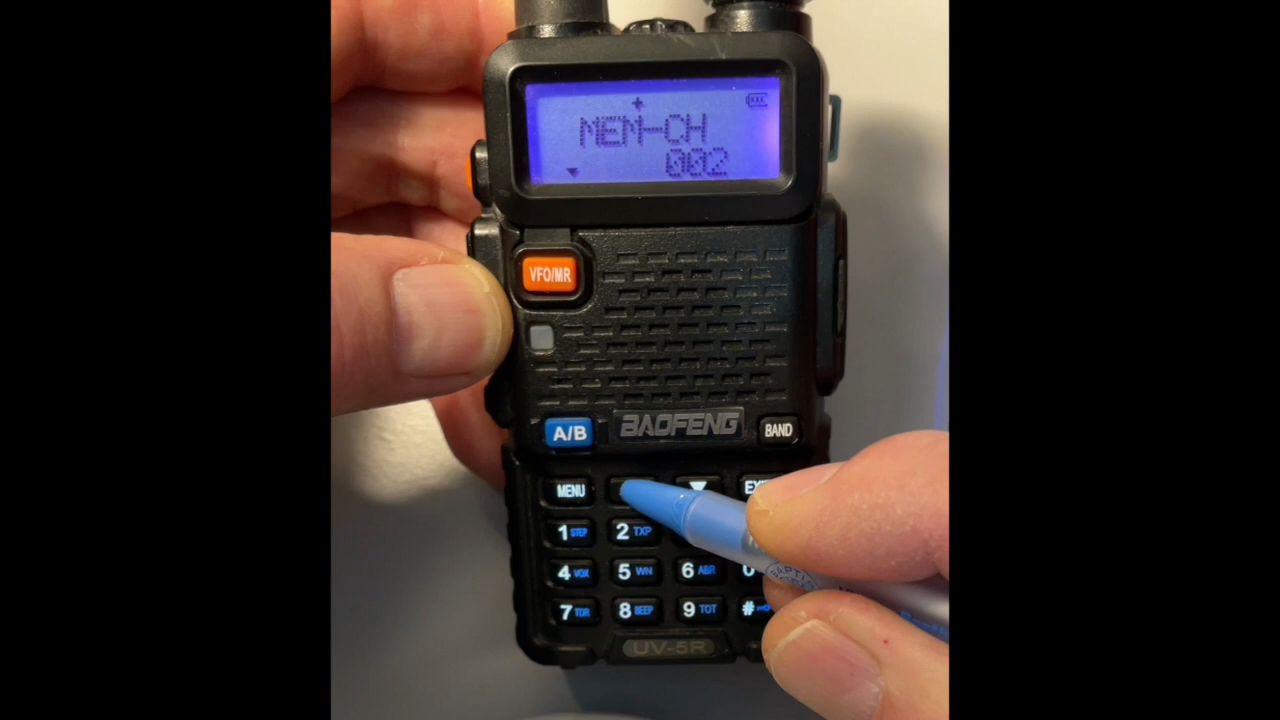 MEM-CH
002
VFO/MR
A/B
BAOFENG
BAND
MENU
1 STEP
2 TXP
4 VOX
5 WN
6 ABR
7 TDR
8 BEEP
9 TOT
#
UV-5R